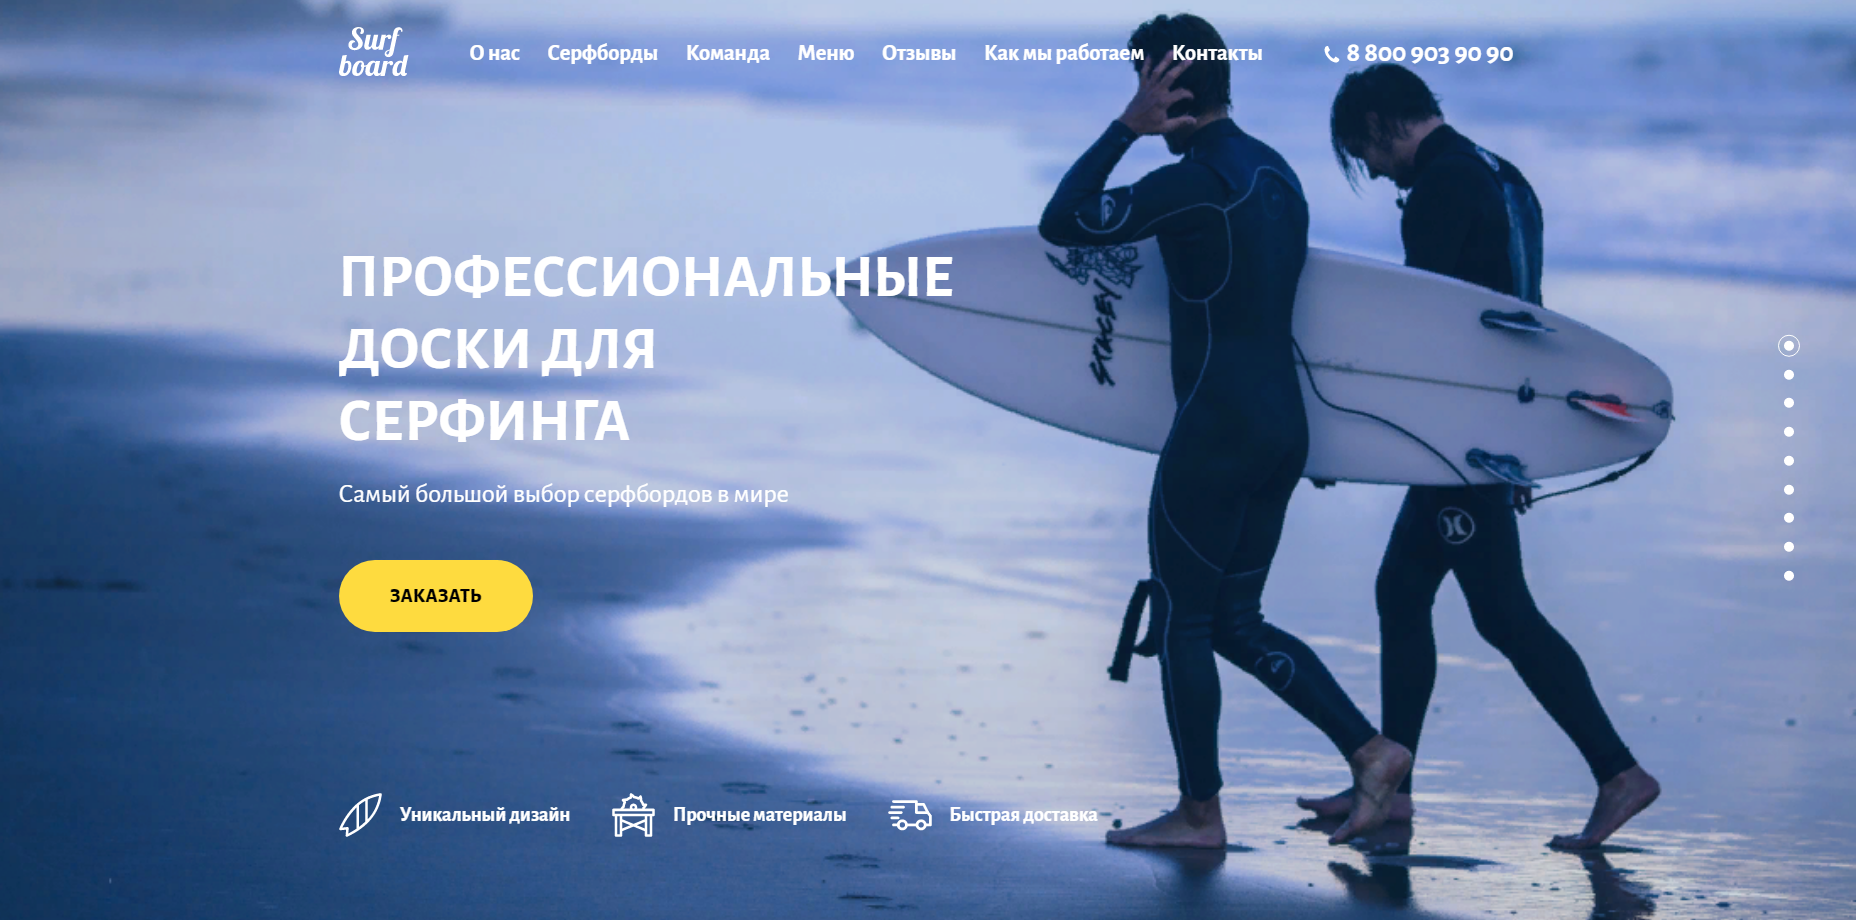 Surf
board
О нас Серфборды Команда Меню Отзывы Как мы работаем Контакты 8 800 903 90 90
ПРОФЕССИОНАЛЬНЫЕ
ДОСКИ ДЛЯ
СЕРФИНГА
STACEY
Самый большой выбор серфбордов в мире
ЗАКАЗАТЬ
Уникальный дизайн Прочные материалы Быстрая доставка